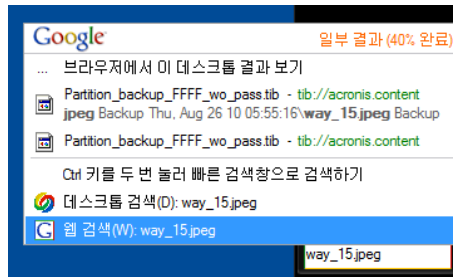 Google 일부 결과 (40% 완료)
... 브라우저에서 이 데스크톱 결과 보기
Partition_backup_FFFF_wo_pass.tib - tib://acronis.content
jpeg Backup Thu, Aug 26 10 05:55:16\way_15.jpeg Backup
Partition_backup_FFFF_wo_pass.tib - tib://acronis.content
Ctrl 키를 두 번 눌러 빠른 검색창으로 검색하기
데스크톱 검색(D): way_15.jpeg
G 웹 검색(W): way_15.jpeg
way_15.jpeg